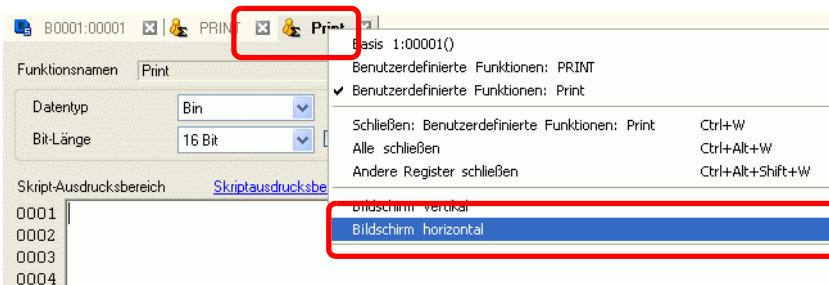 B0001:00001 PRINT Print
Basis 1:00001()
Funktionsnamen Print
Benutzerdefinierte Funktionen: PRINT
Benutzerdefinierte Funktionen: Print
Datentyp Bin
Bit-Länge 16 Bit
Schließen: Benutzerdefinierte Funktionen: Print Ctrl+W
Alle schließen Ctrl+Alt+W
Andere Register schließen Ctrl+Alt+Shift+W
Skript-Ausdrucksbereich Skriptausdrucksbe
Bildschirm vertikal
Bildschirm horizontal
0001
0002
0003
0004